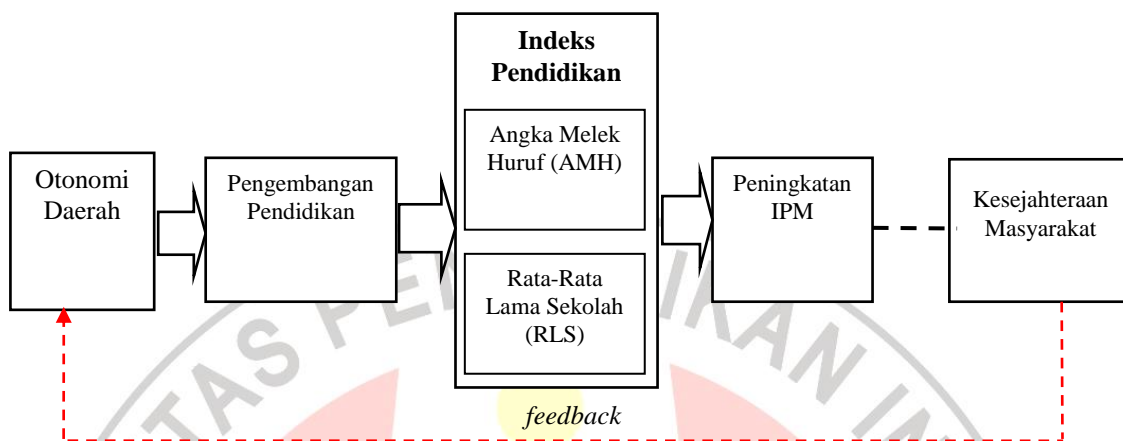 Indeks
Pendidikan
Otonomi
Daerah
Pengembangan
Pendidikan
Angka Melek
Huruf (AMH)
Rata-Rata
Lama Sekolah
(RLS)
Peningkatan
IPM
Kesejahteraan
Masyarakat
feedback